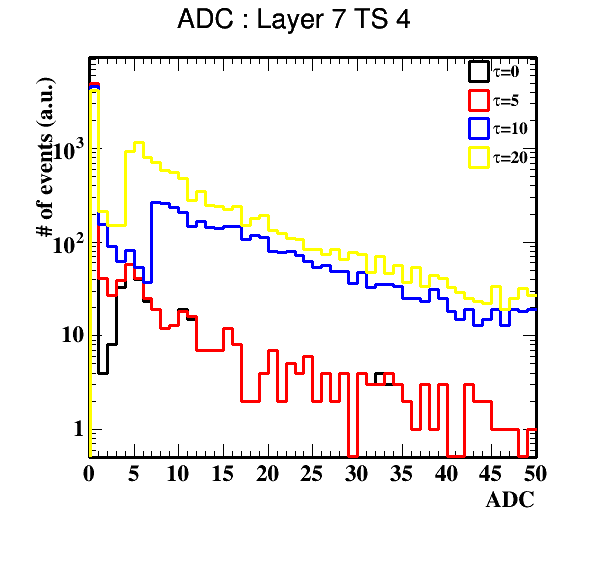 ADC : Layer 7 TS 4
# of events (a.u.)
10³
10²
10
1
τ=0
τ=5
τ=10
τ=20
0 5 10 15 20 25 30 35 40 45 50
ADC